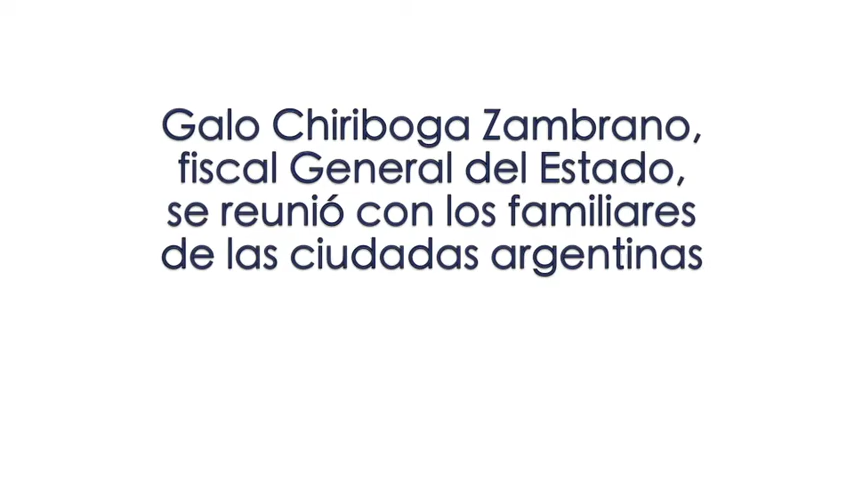 Galo Chiriboga Zambrano,
fiscal General del Estado,
se reunió con los familiares
de las ciudadas argentinas